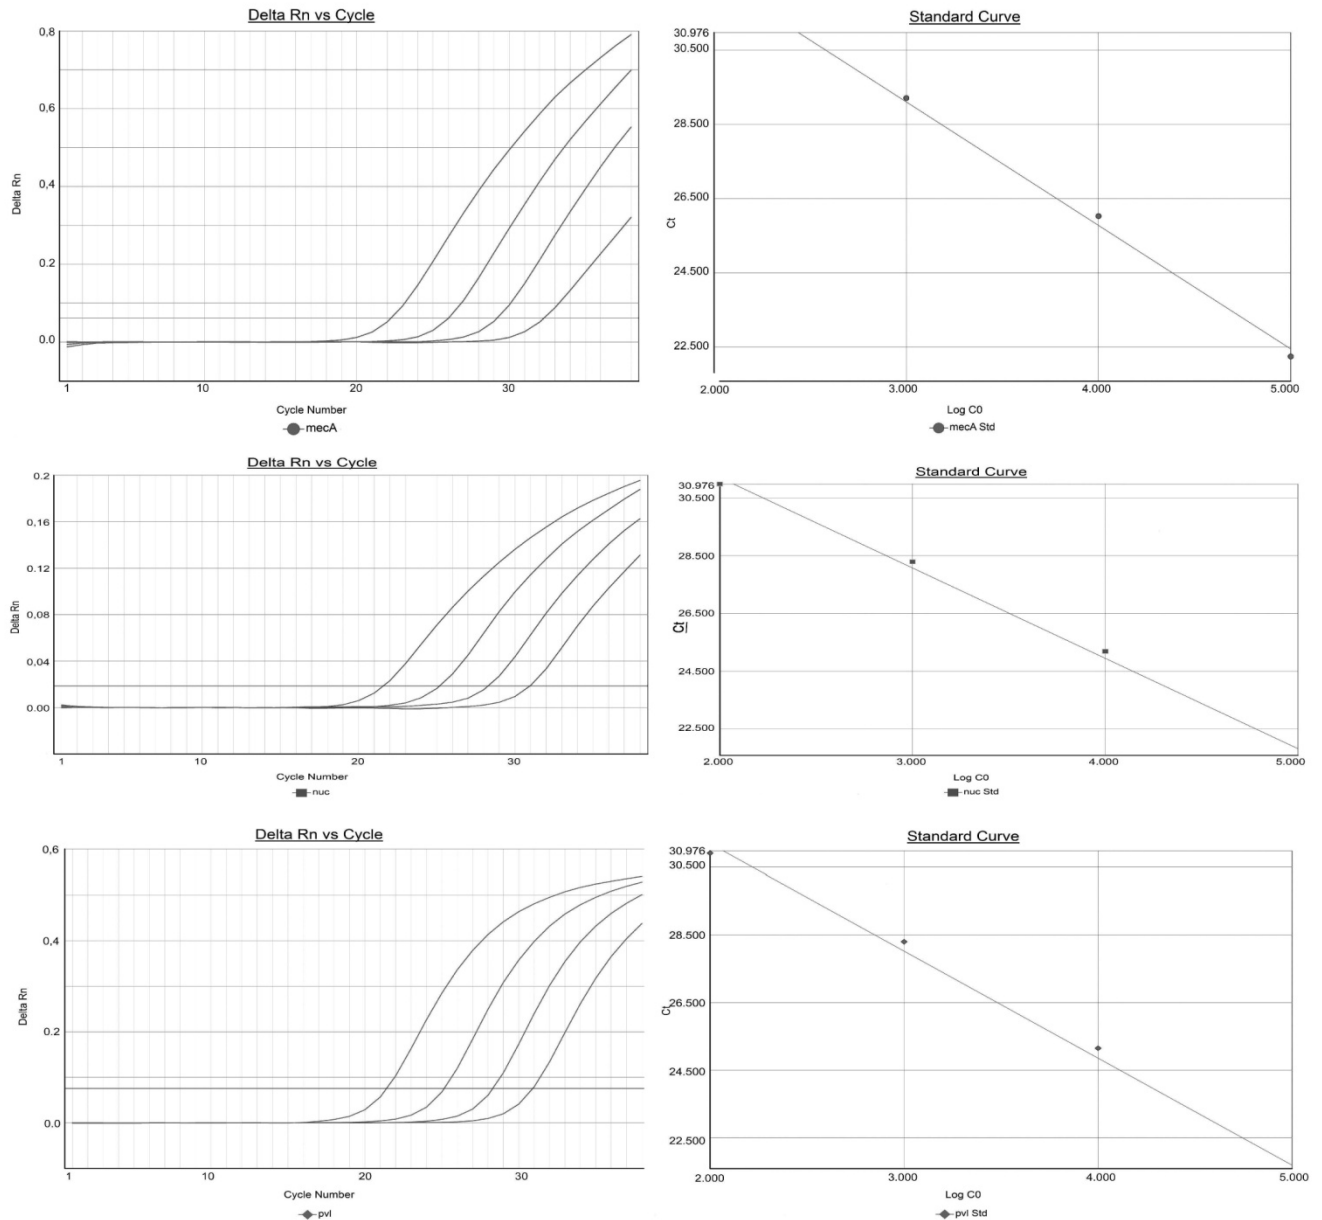 Delta Rn vs Cycle
0,8
0,6
0,4
0.2
0.0
Delta Rn
1 10 20 30
Cycle Number
mecA
Standard Curve
30.976
30.500
28.500
26.500
24.500
22.500
Ct
2.000 3.000 4.000 5.000
Log C0
mecA Std
Delta Rn vs Cycle
0.2
0,16
0,12
0,08
0,04
0.00
Delta Rn
1 10 20 30
Cycle Number
nuc
Standard Curve
30.976
30.500
28.500
26.500
24.500
22.500
Ct
2.000 3.000 4.000 5.000
Log C0
nuc Std
Delta Rn vs Cycle
0,6
0,4
0.2
0.0
Delta Rn
1 10 20 30
Cycle Number
pvl
Standard Curve
30.976
30.500
28.500
26.500
24.500
22.500
Ct
2.000 3.000 4.000 5.000
Log C0
pvl Std